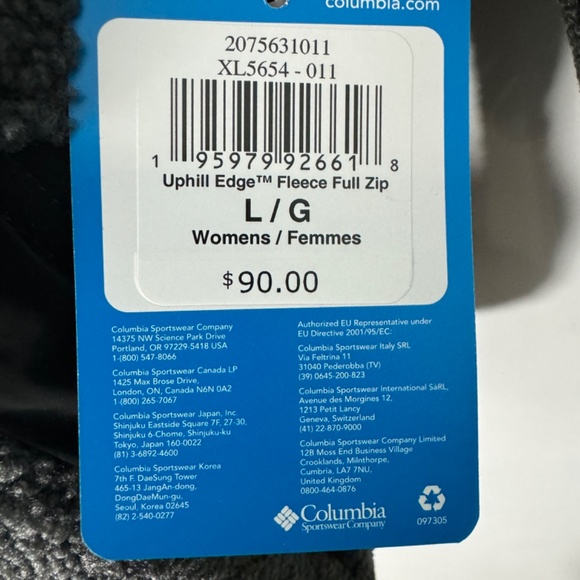 columbia.com
2075631011
XL5654 - 011
1 95979 92661 8
Uphill Edge™ Fleece Full Zip
L / G
Womens / Femmes
$90.00
Columbia Sportswear Company
14375 NW Science Park Drive
Portland, OR 97229-5418 USA
1-(800) 547-8066
Columbia Sportswear Canada LP
1425 Max Brose Drive,
London, ON, Canada N6N 0A2
1-(800) 265-7067
Columbia Sportswear Japan, Inc.
Shinjuku Eastside Square 7F, 27-30,
Shinjuku 6-Chome, Shinjuku-ku
Tokyo, Japan 160-0022
(81) 3-6892-4600
Columbia Sportswear Korea
7th F. DaeSung Tower
465-13 JangAn-dong,
DongDaeMun-gu,
Seoul, Korea 02645
(82) 2-540-0277
Authorized EU Representative under
EU Directive 2001/95/EC:
Columbia Sportswear Italy SRL
Via Feltrina 11
31040 Pederobba (TV)
(39) 0645-200-823
Columbia Sportswear International SàRL,
Avenue des Morgines 12,
1213 Petit Lancy
Geneva, Switzerland
(41) 22-870-9000
Columbia Sportswear Company Limited
12B Moss End Business Village
Crooklands, Milnthorpe,
Cumbria, LA7 7NU,
United Kingdom
0800-464-0876
Columbia
Sportswear Company
097305